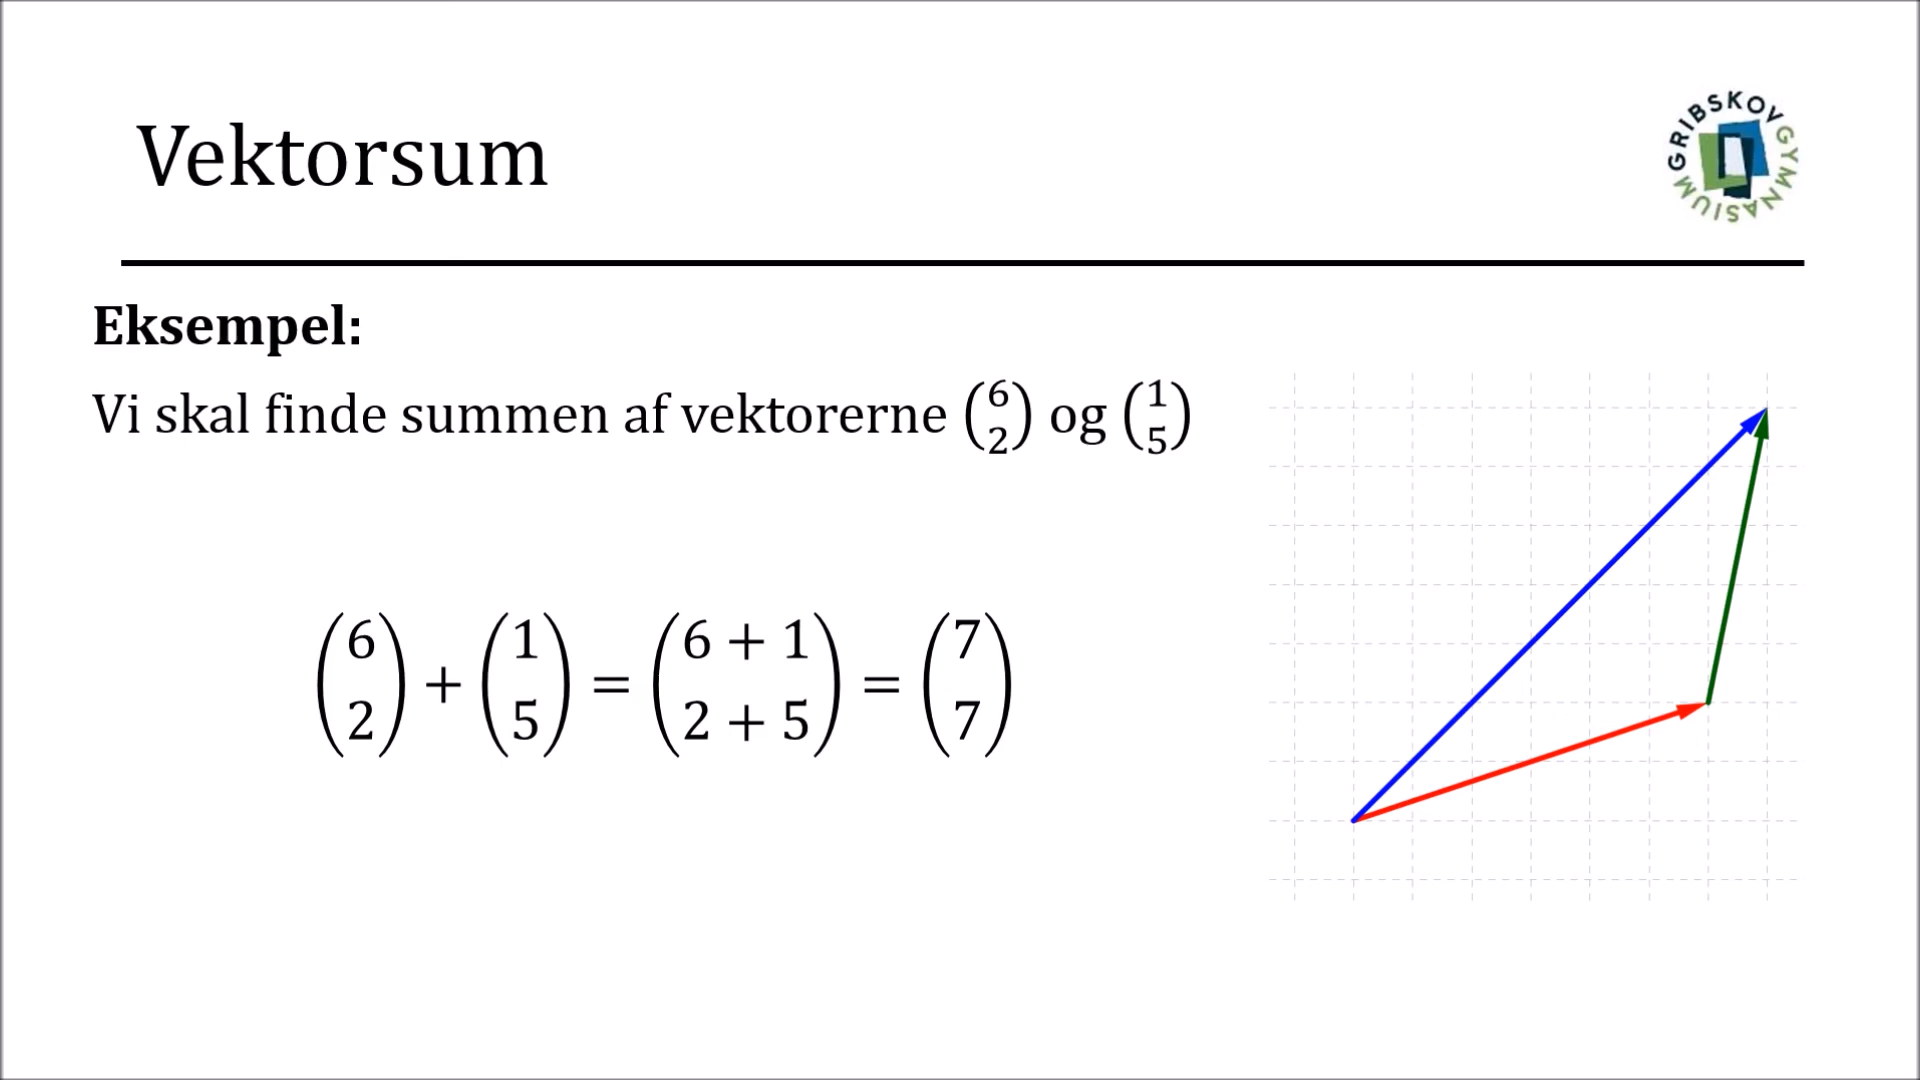 Vektorsum
GRIBSKOV GYMNASIUM
Eksempel:
Vi skal finde summen af vektorerne (6 2) og (1 5)
(6 2) + (1 5) = (6 + 1 2 + 5) = (7 7)